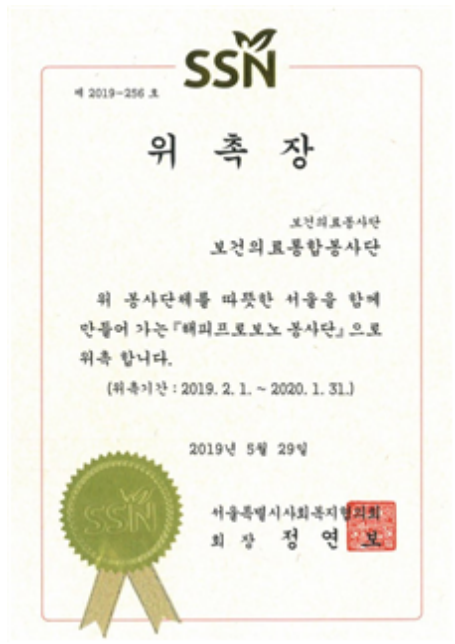 SSN
제 2019-256 호
위 촉 장
보건의료봉사단
보건의료통합봉사단
위 봉사단체를 따뜻한 서울을 함께
만들어 가는 『해피프로보노 봉사단』으로
위촉 합니다.
(위촉기간 : 2019. 2. 1. ~ 2020. 1. 31.)
2019년 5월 29일
SSN
서울특별시사회복지협의회
회 장 정 연 보